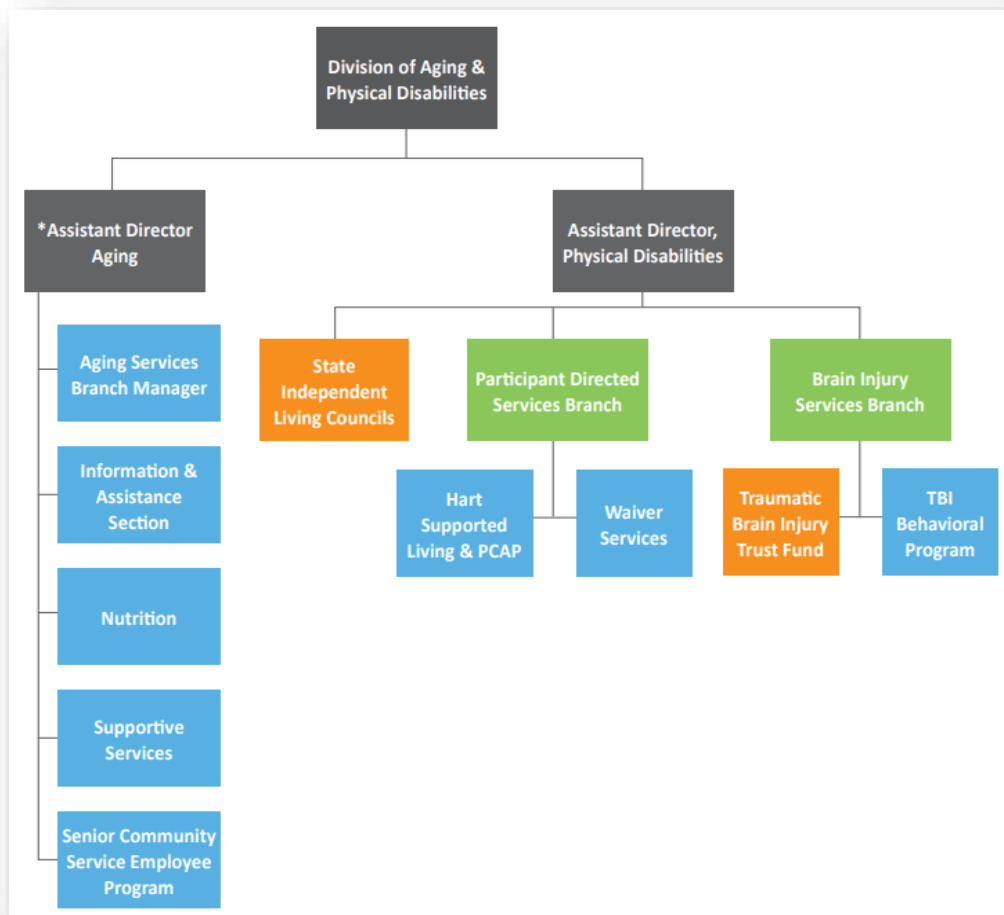 Division of Aging &
Physical Disabilities
*Assistant Director
Aging
Assistant Director,
Physical Disabilities
Aging Services
Branch Manager
Information &
Assistance
Section
Nutrition
Supportive
Services
Senior Community
Service Employee
Program
State
Independent
Living Councils
Participant Directed
Services Branch
Brain Injury
Services Branch
Hart
Supported
Living & PCAP
Waiver
Services
Traumatic
Brain Injury
Trust Fund
TBI
Behavioral
Program